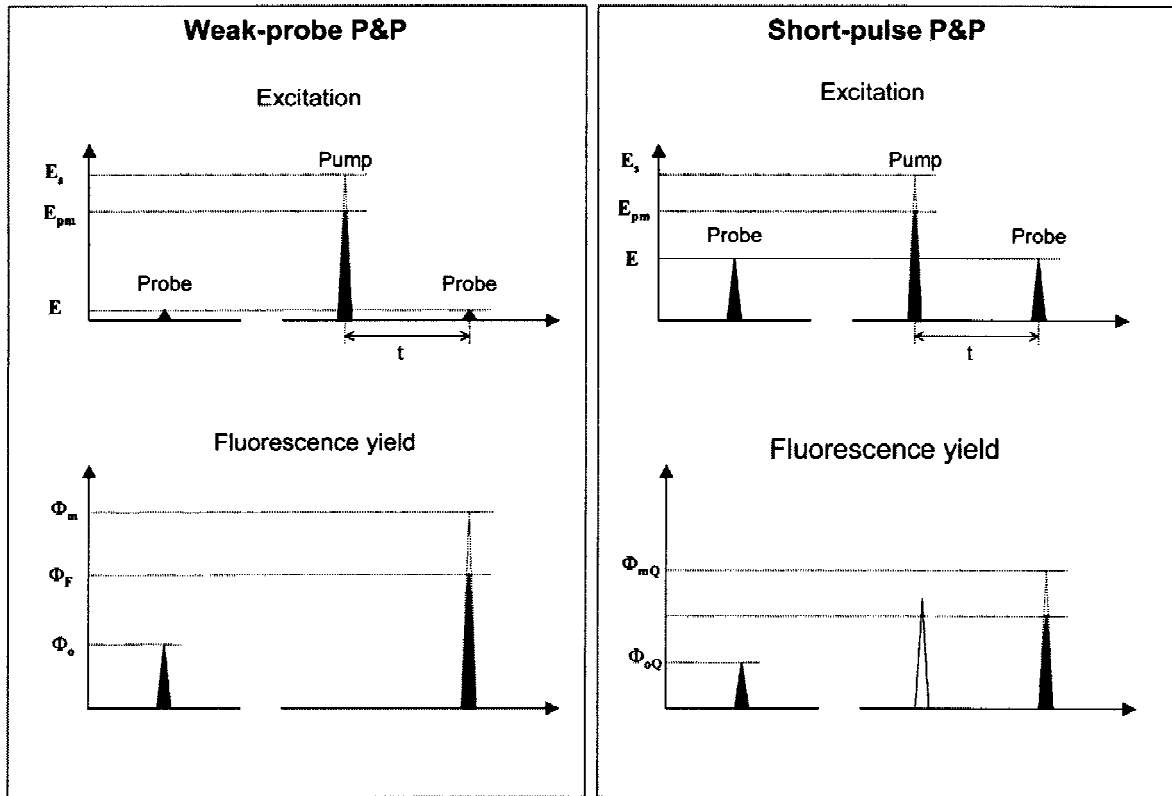 Weak-probe P&P
Excitation
Es
Pump
Epm
Probe
Probe
E
t
Fluorescence yield
Φm
ΦF
Φo
Short-pulse P&P
Excitation
Es
Pump
Epm
Probe
Probe
E
t
Fluorescence yield
ΦmQ
ΦoQ